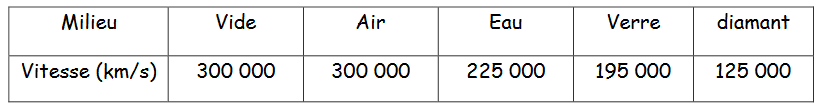 Milieu Vide Air Eau Verre diamant
Vitesse (km/s) 300 000 300 000 225 000 195 000 125 000